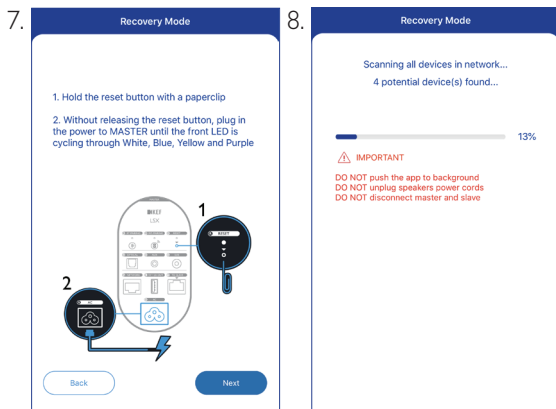 7.
Recovery Mode
1. Hold the reset button with a paperclip
2. Without releasing the reset button, plug in
the power to MASTER until the front LED is
cycling through White, Blue, Yellow and Purple
KEF
LSX
1
RESET
2
AC
Back
Next
8.
Recovery Mode
Scanning all devices in network...
4 potential device(s) found...
13%
IMPORTANT
DO NOT push the app to background
DO NOT unplug speakers power cords
DO NOT disconnect master and slave